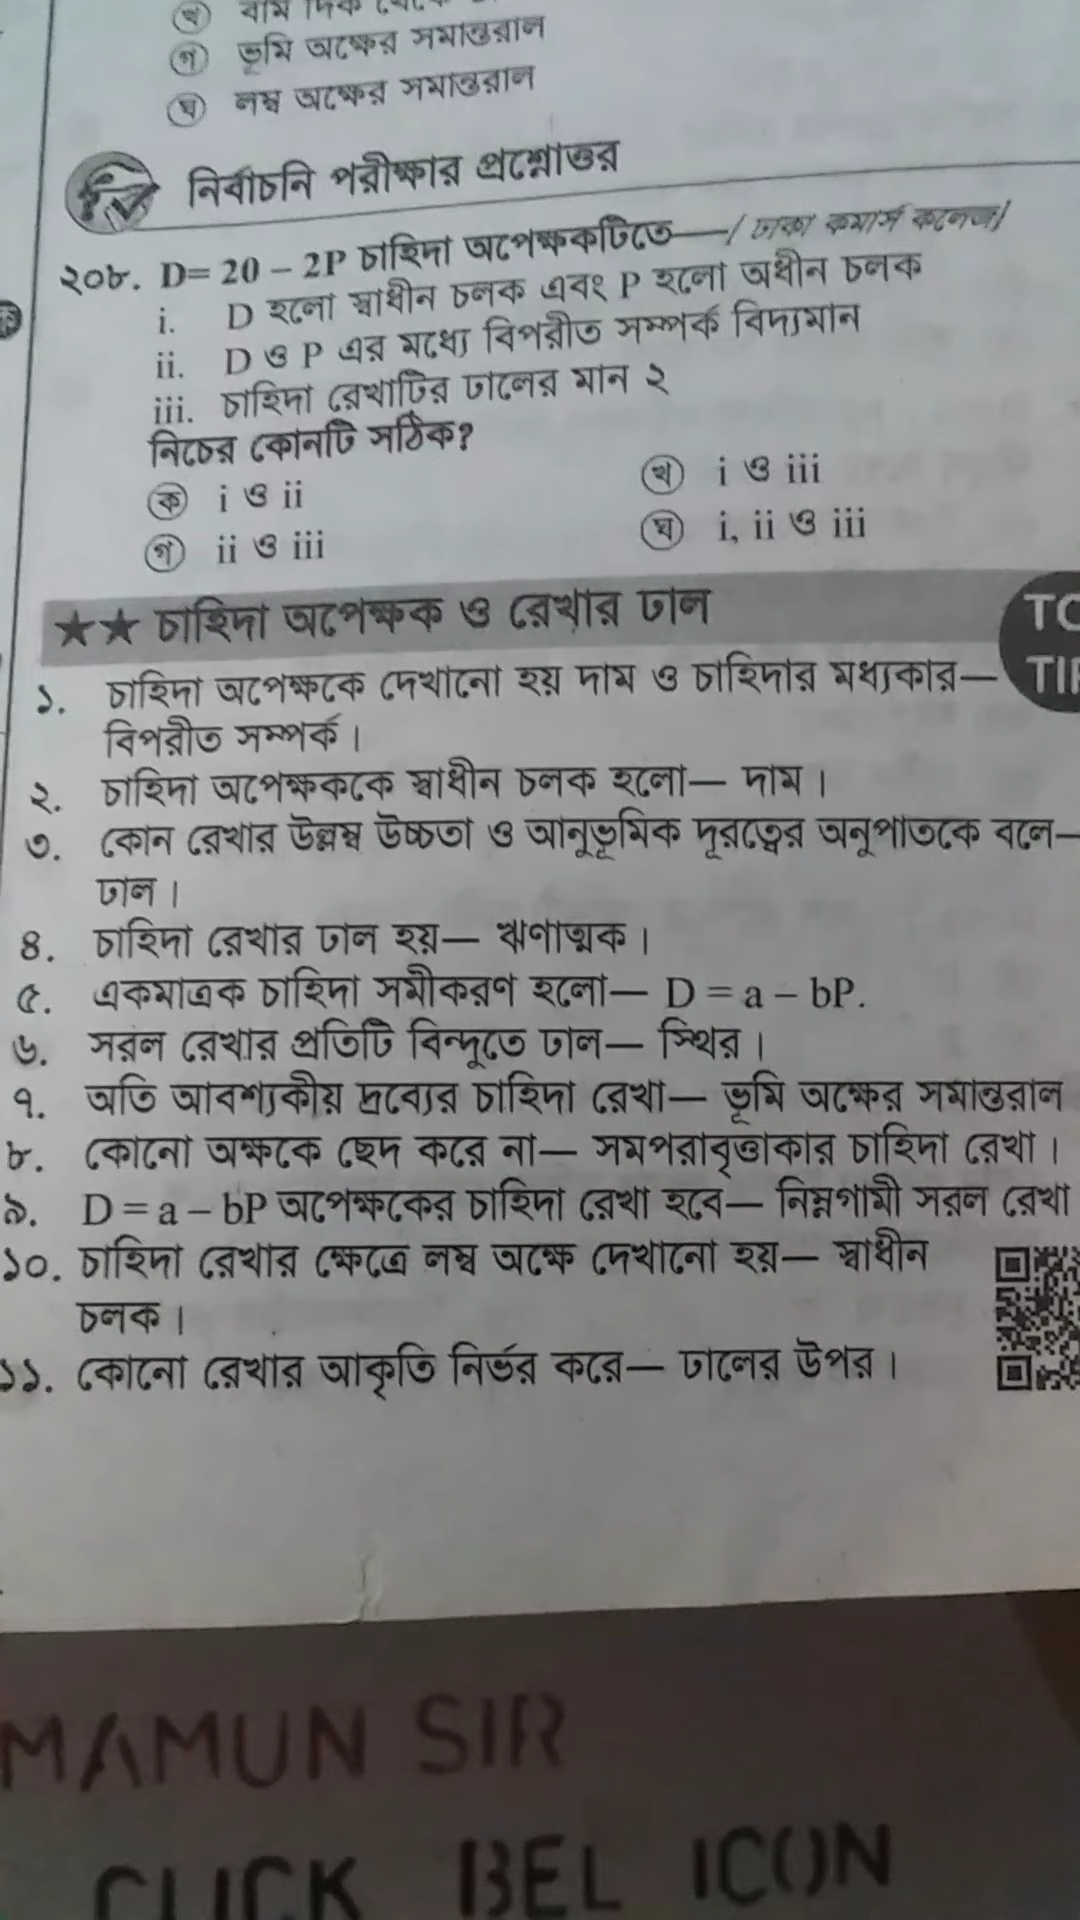 খ বাম দিক থেকে
গ ভূমি অক্ষের সমান্তরাল
ঘ লম্ব অক্ষের সমান্তরাল
নির্বাচনি পরীক্ষার প্রশ্নোত্তর
২০৮. D= 20 – 2P চাহিদা অপেক্ষকটিতে—/ ঢাকা কমার্স কলেজ/
i. D হলো স্বাধীন চলক এবং P হলো অধীন চলক
ii. D ও P এর মধ্যে বিপরীত সম্পর্ক বিদ্যমান
iii. চাহিদা রেখাটির ঢালের মান ২
নিচের কোনটি সঠিক?
ক i ও ii খ i ও iii
গ ii ও iii ঘ i, ii ও iii
★★ চাহিদা অপেক্ষক ও রেখার ঢাল
১. চাহিদা অপেক্ষকে দেখানো হয় দাম ও চাহিদার মধ্যকার—
বিপরীত সম্পর্ক।
২. চাহিদা অপেক্ষককে স্বাধীন চলক হলো— দাম।
৩. কোন রেখার উল্লম্ব উচ্চতা ও আনুভূমিক দূরত্বের অনুপাতকে বলে—
ঢাল।
৪. চাহিদা রেখার ঢাল হয়— ঋণাত্মক।
৫. একমাত্রক চাহিদা সমীকরণ হলো— D = a – bP.
৬. সরল রেখার প্রতিটি বিন্দুতে ঢাল— স্থির।
৭. অতি আবশ্যকীয় দ্রব্যের চাহিদা রেখা— ভূমি অক্ষের সমান্তরাল
৮. কোনো অক্ষকে ছেদ করে না— সমপরাবৃত্তাকার চাহিদা রেখা।
৯. D = a – bP অপেক্ষকের চাহিদা রেখা হবে— নিম্নগামী সরল রেখা
১০. চাহিদা রেখার ক্ষেত্রে লম্ব অক্ষে দেখানো হয়— স্বাধীন
চলক।
১১. কোনো রেখার আকৃতি নির্ভর করে— ঢালের উপর।
MAMUN SIR
CLICK BEL ICON